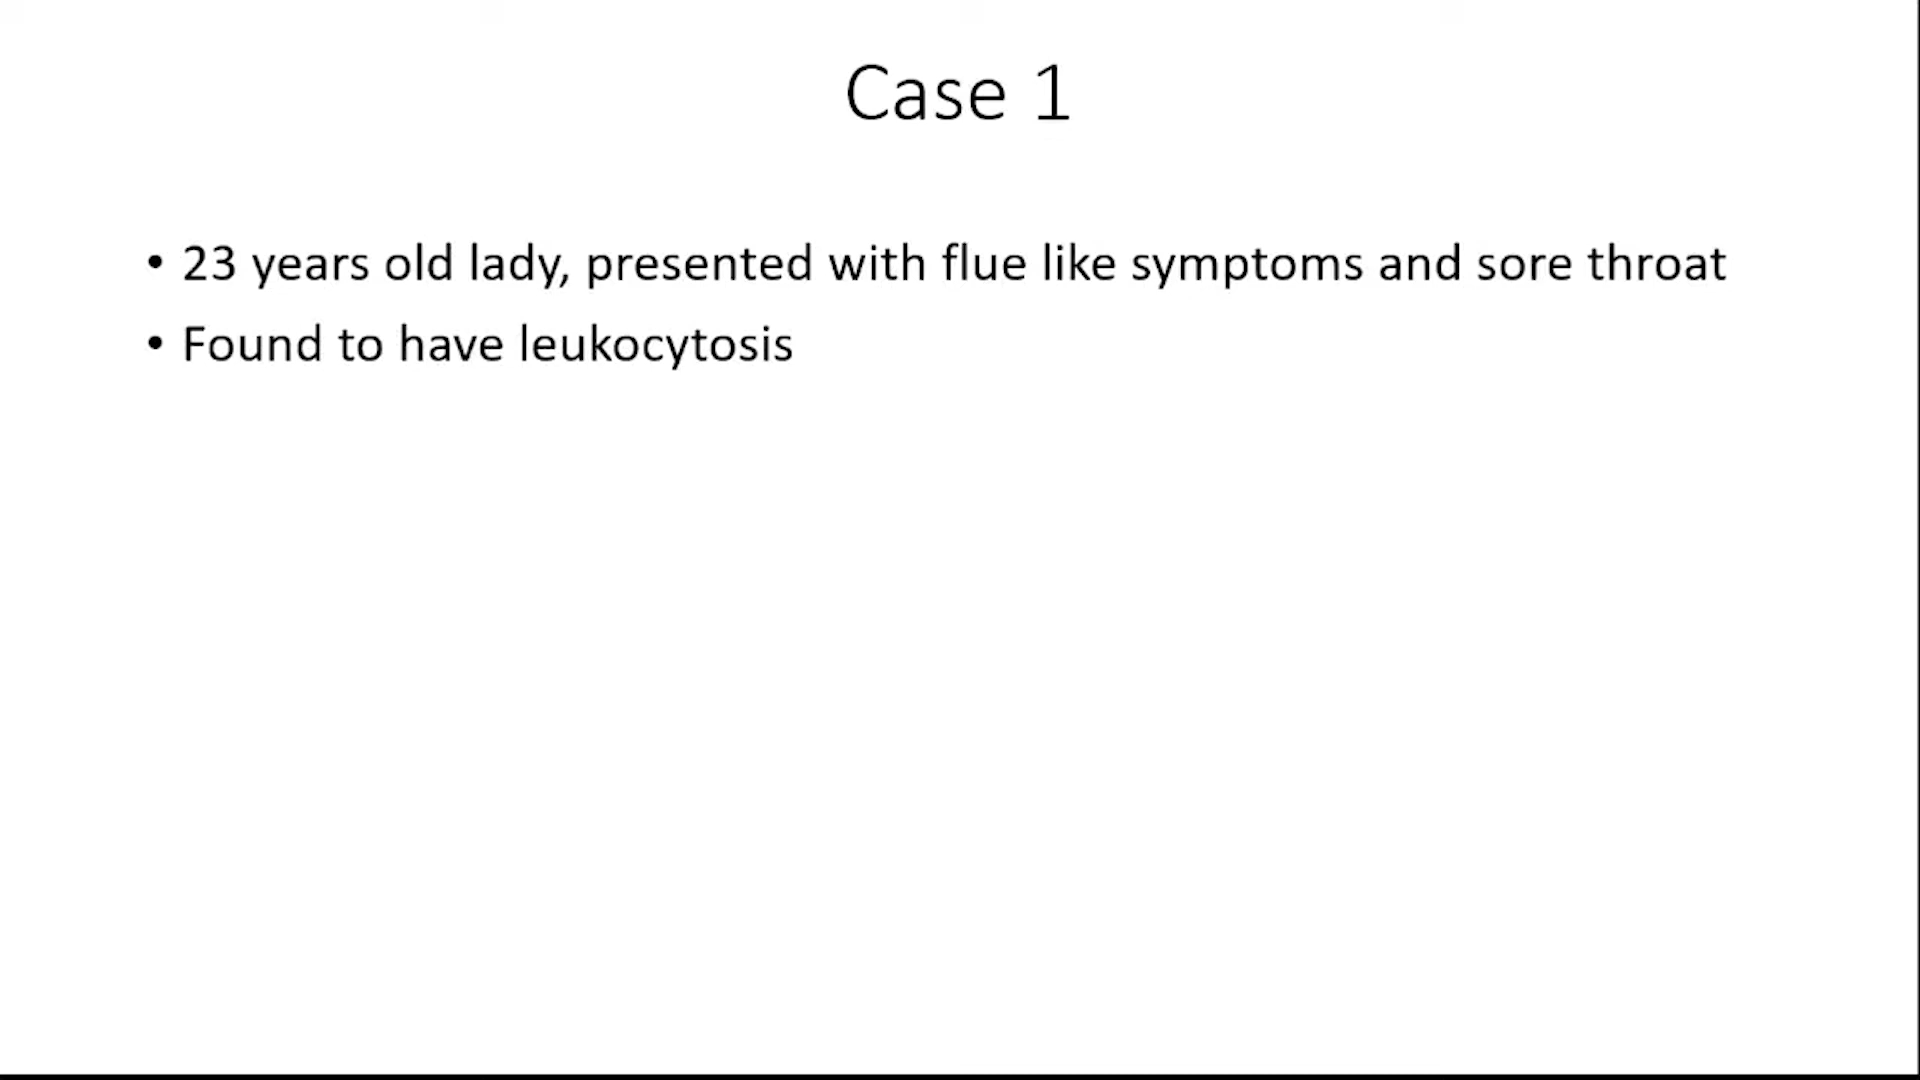 Case 1
• 23 years old lady, presented with flue like symptoms and sore throat
• Found to have leukocytosis